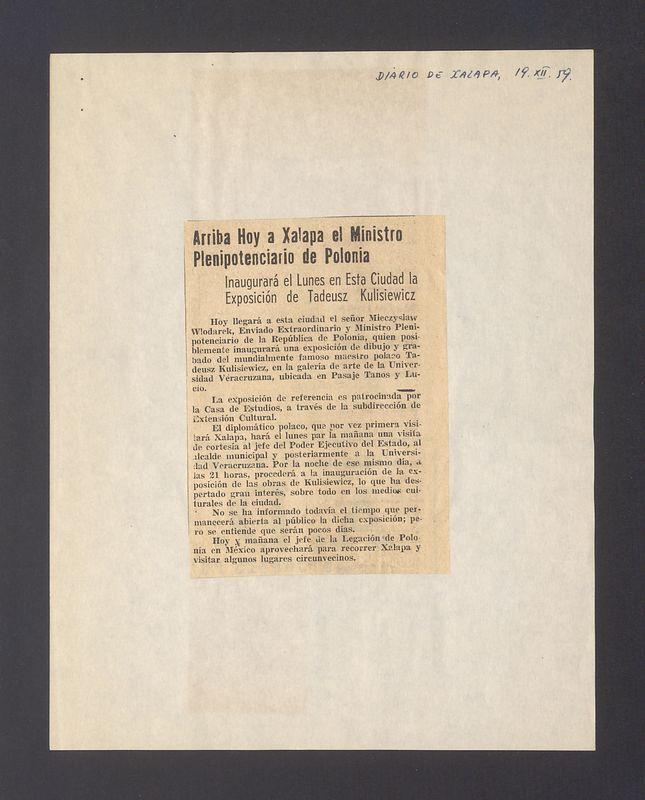 DIARIO DE XALAPA, 19.XII.59.
Arriba Hoy a Xalapa el Ministro
Plenipotenciario de Polonia
Inaugurará el Lunes en Esta Ciudad la
Exposición de Tadeusz Kulisiewicz
Hoy llegará a esta ciudad el señor Mieczyslaw
Wlodarek, Enviado Extraordinario y Ministro Pleni-
potenciario de la República de Polonia, quien posi-
blemente inaugurará una exposición de dibujo y gra-
bado del mundialmente famoso maestro polaco Ta-
deusz Kulisiewicz, en la galería de arte de la Univer-
sidad Veracruzana, ubicada en Pasaje Tanos y Lu-
cio.
La exposición de referencia es patrocinada por
la Casa de Estudios, a través de la subdirección de
Extensión Cultural.
El diplomático polaco, que por vez primera visi-
tará Xalapa, hará el lunes par la mañana una visita
de cortesía al jefe del Poder Ejecutivo del Estado, al
alcalde municipal y posteriarmente a la Universi-
dad Veracruzana. Por la noche de ese mismo día, a
las 21 horas, procederá a la inauguración de la ex-
posición de las obras de Kulisiewicz, lo que ha des-
pertado gran interés, sobre todo en los medios cul-
turales de la ciudad.
No se ha informado todavía el tiempo que per-
manecerá abierta al público la dicha exposición; pe-
ro se entiende que serán pocos días.
Hoy y mañana el jefe de la Legación de Polo-
nia en México aprovechará para recorrer Xalapa y
visitar algunos lugares circunvecinos.